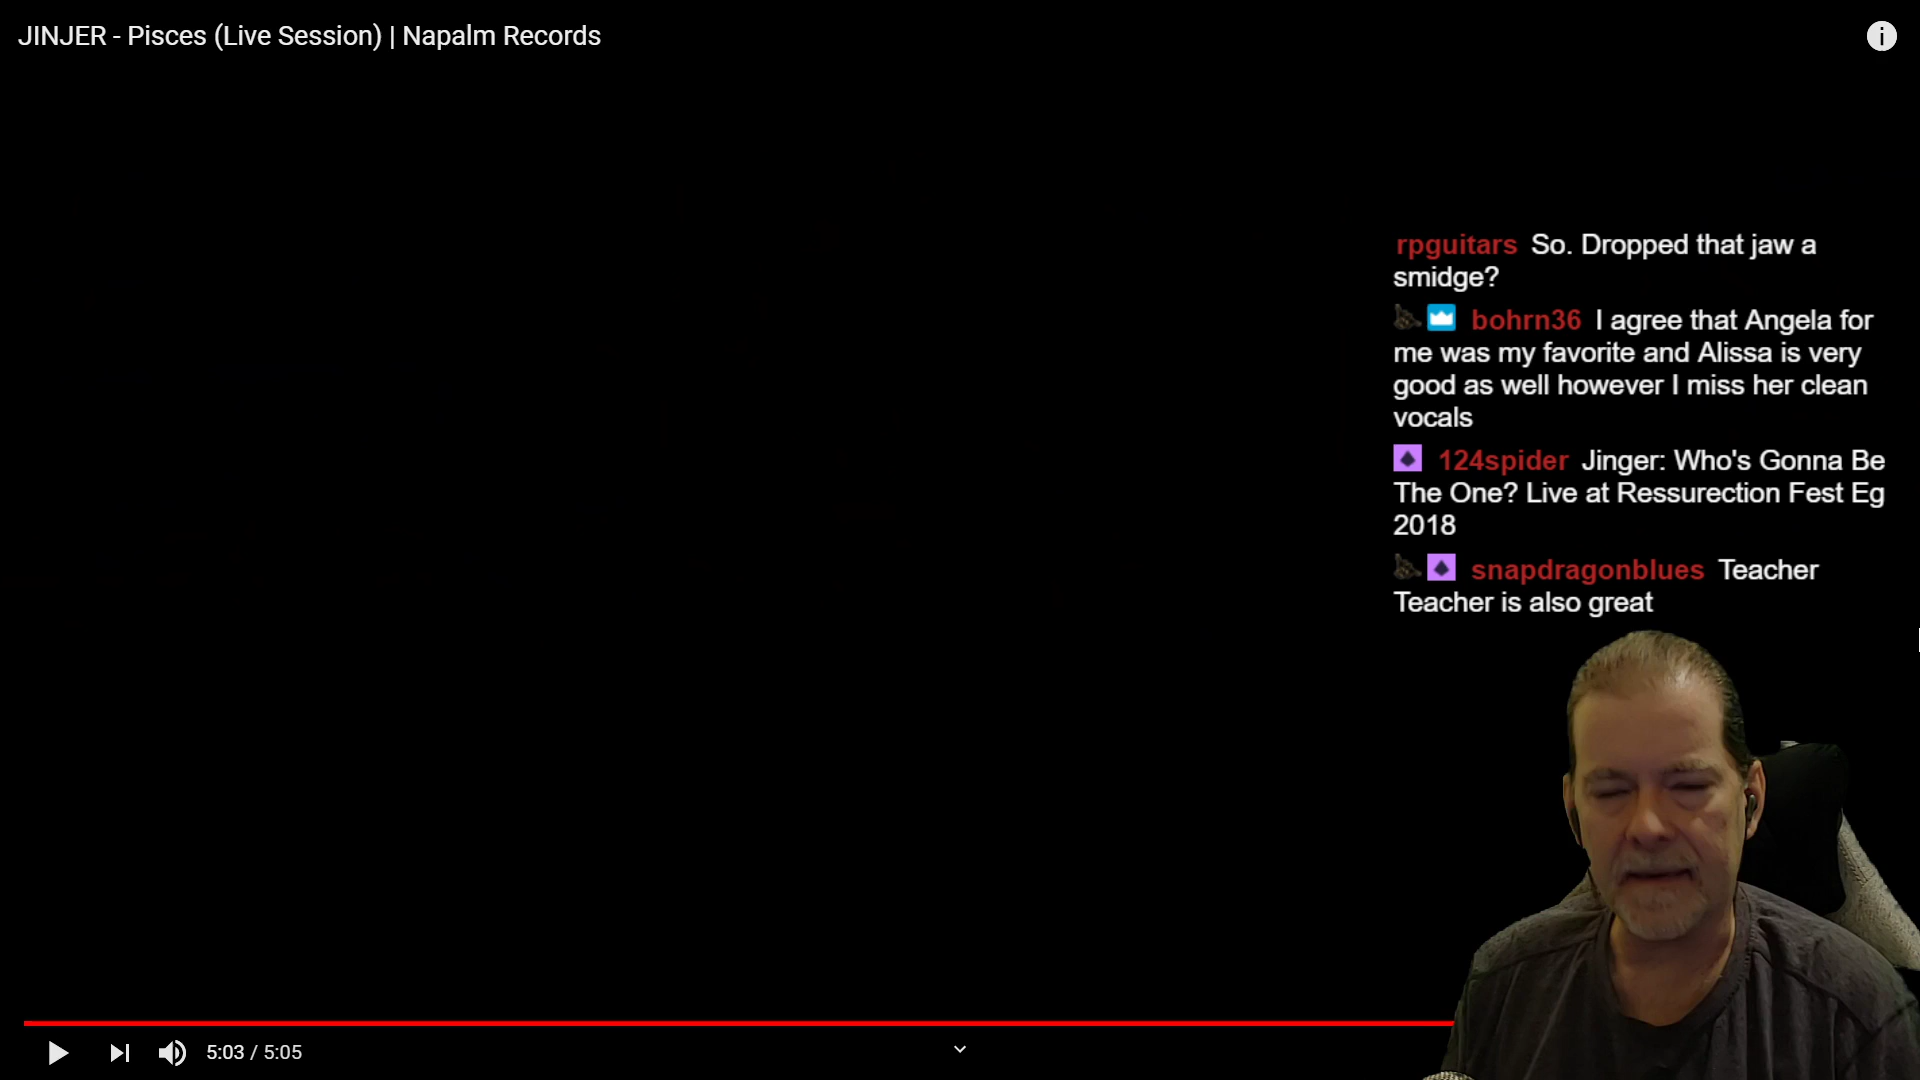 JINJER - Pisces (Live Session) | Napalm Records
rpguitars So. Dropped that jaw a
smidge?
bohrn36 I agree that Angela for
me was my favorite and Alissa is very
good as well however I miss her clean
vocals
124spider Jinger: Who's Gonna Be
The One? Live at Ressurection Fest Eg
2018
snapdragonblues Teacher
Teacher is also great
5:03 / 5:05